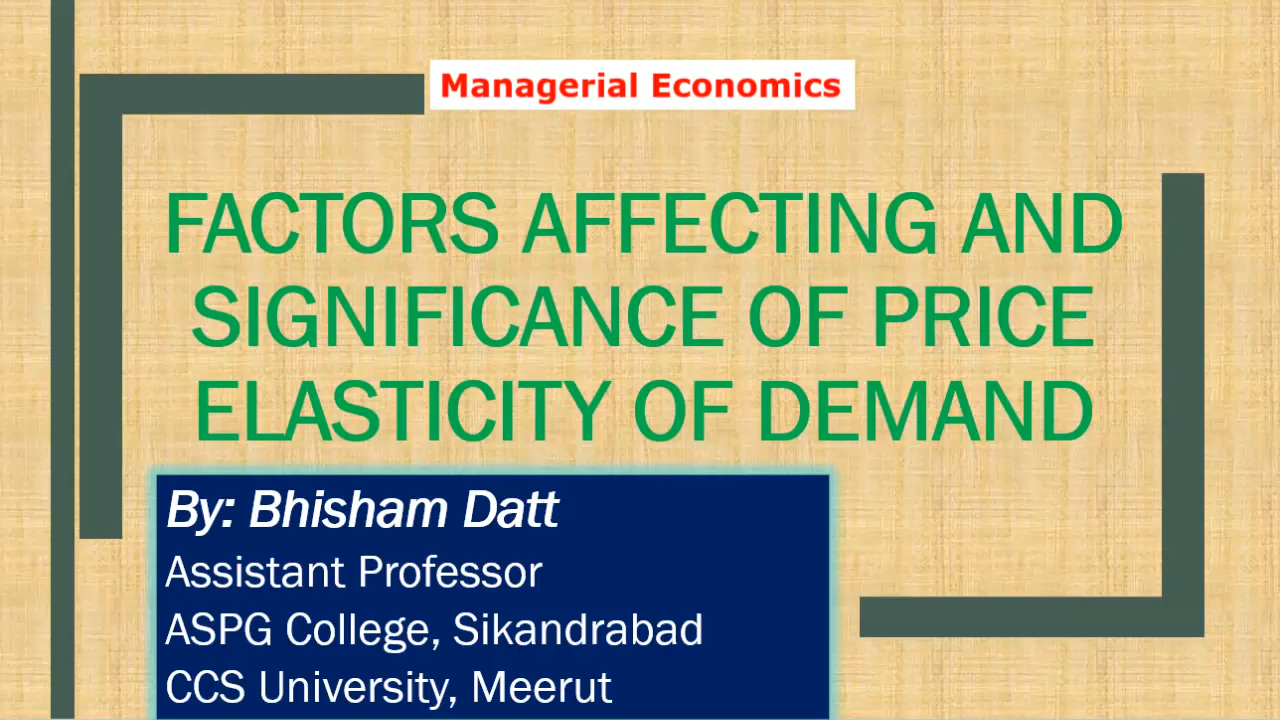 Managerial Economics
FACTORS AFFECTING AND
SIGNIFICANCE OF PRICE
ELASTICITY OF DEMAND
By: Bhisham Datt
Assistant Professor
ASPG College, Sikandrabad
CCS University, Meerut